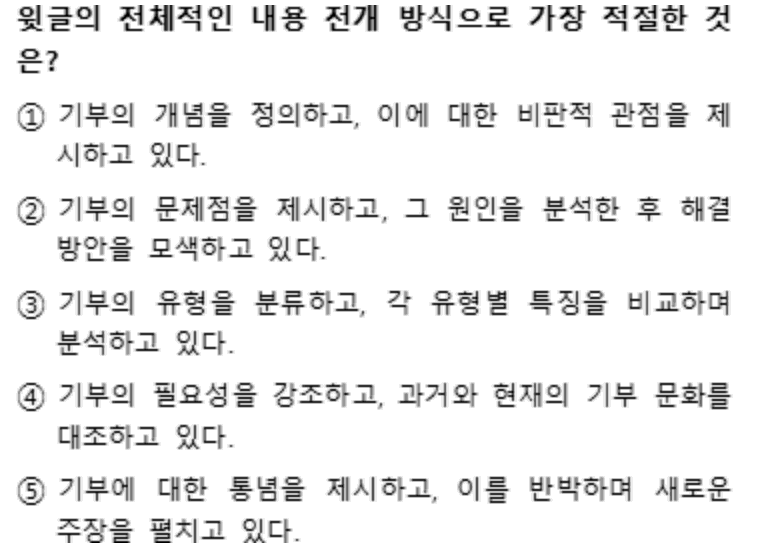 윗글의 전체적인 내용 전개 방식으로 가장 적절한 것
은?
① 기부의 개념을 정의하고, 이에 대한 비판적 관점을 제
시하고 있다.
② 기부의 문제점을 제시하고, 그 원인을 분석한 후 해결
방안을 모색하고 있다.
③ 기부의 유형을 분류하고, 각 유형별 특징을 비교하며
분석하고 있다.
④ 기부의 필요성을 강조하고, 과거와 현재의 기부 문화를
대조하고 있다.
⑤ 기부에 대한 통념을 제시하고, 이를 반박하며 새로운
주장을 펼치고 있다.